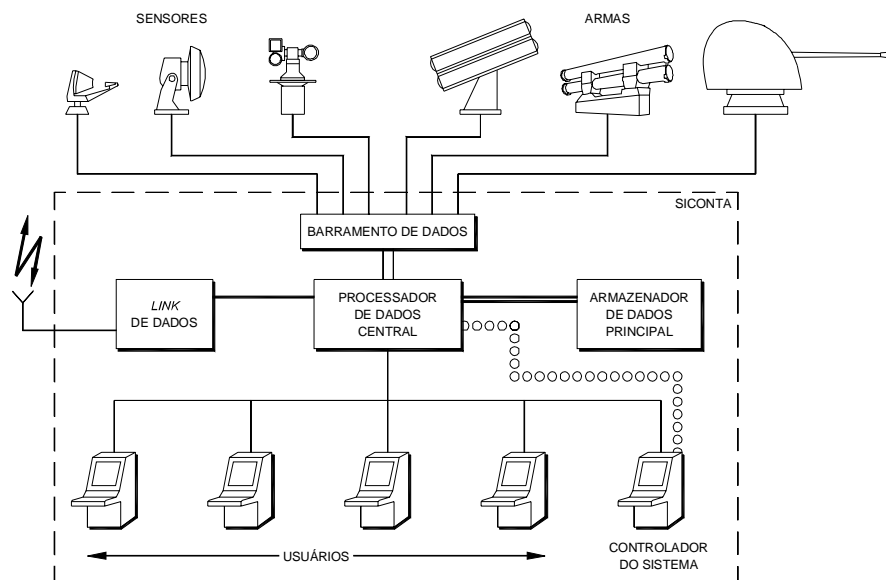 SENSORES
ARMAS
SICONTA
BARRAMENTO DE DADOS
LINK
DE DADOS
PROCESSADOR
DE DADOS
CENTRAL
ARMAZENADOR
DE DADOS
PRINCIPAL
USUÁRIOS
CONTROLADOR
DO SISTEMA